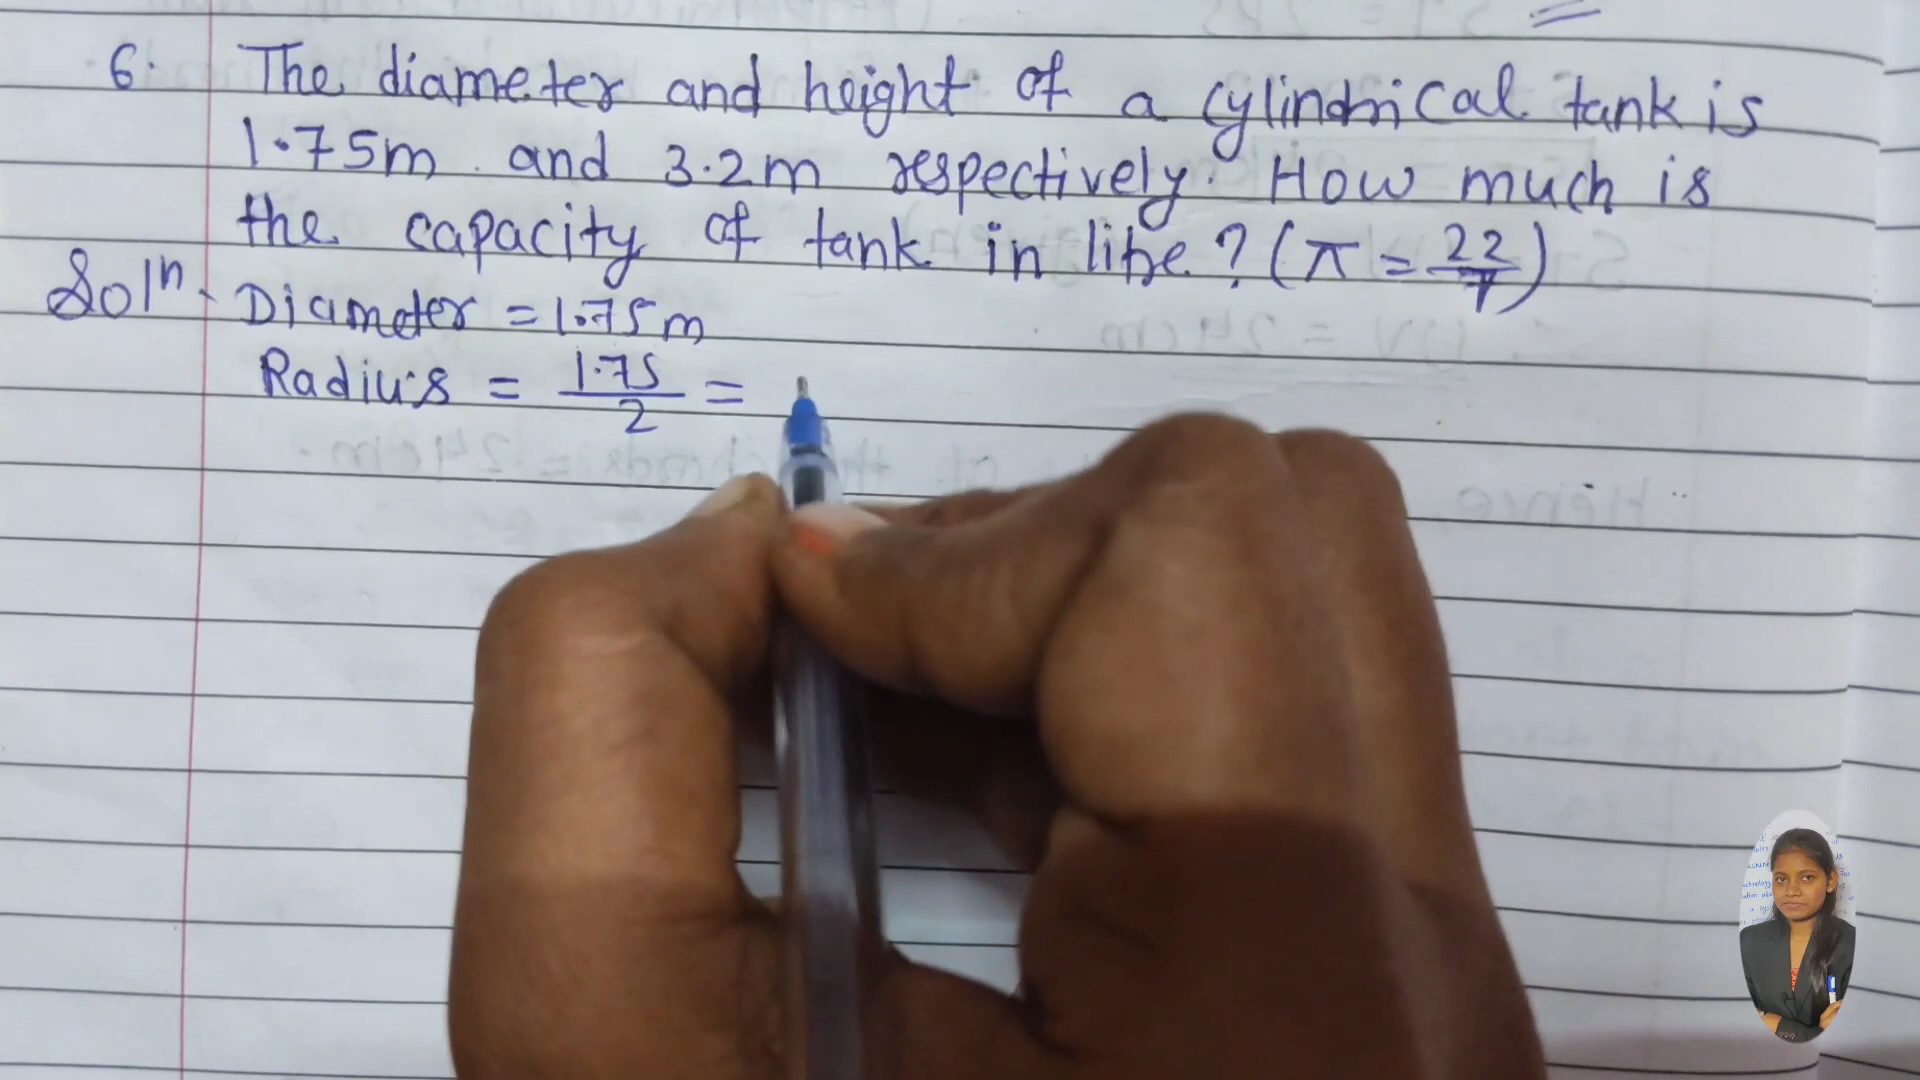 6. The diameter and height of a cylindrical tank is
1.75m and 3.2m respectively. How much is
the capacity of tank in litre? (π = 22/7)
Solⁿ. Diameter = 1.75m
Radius = 1.75/2 =